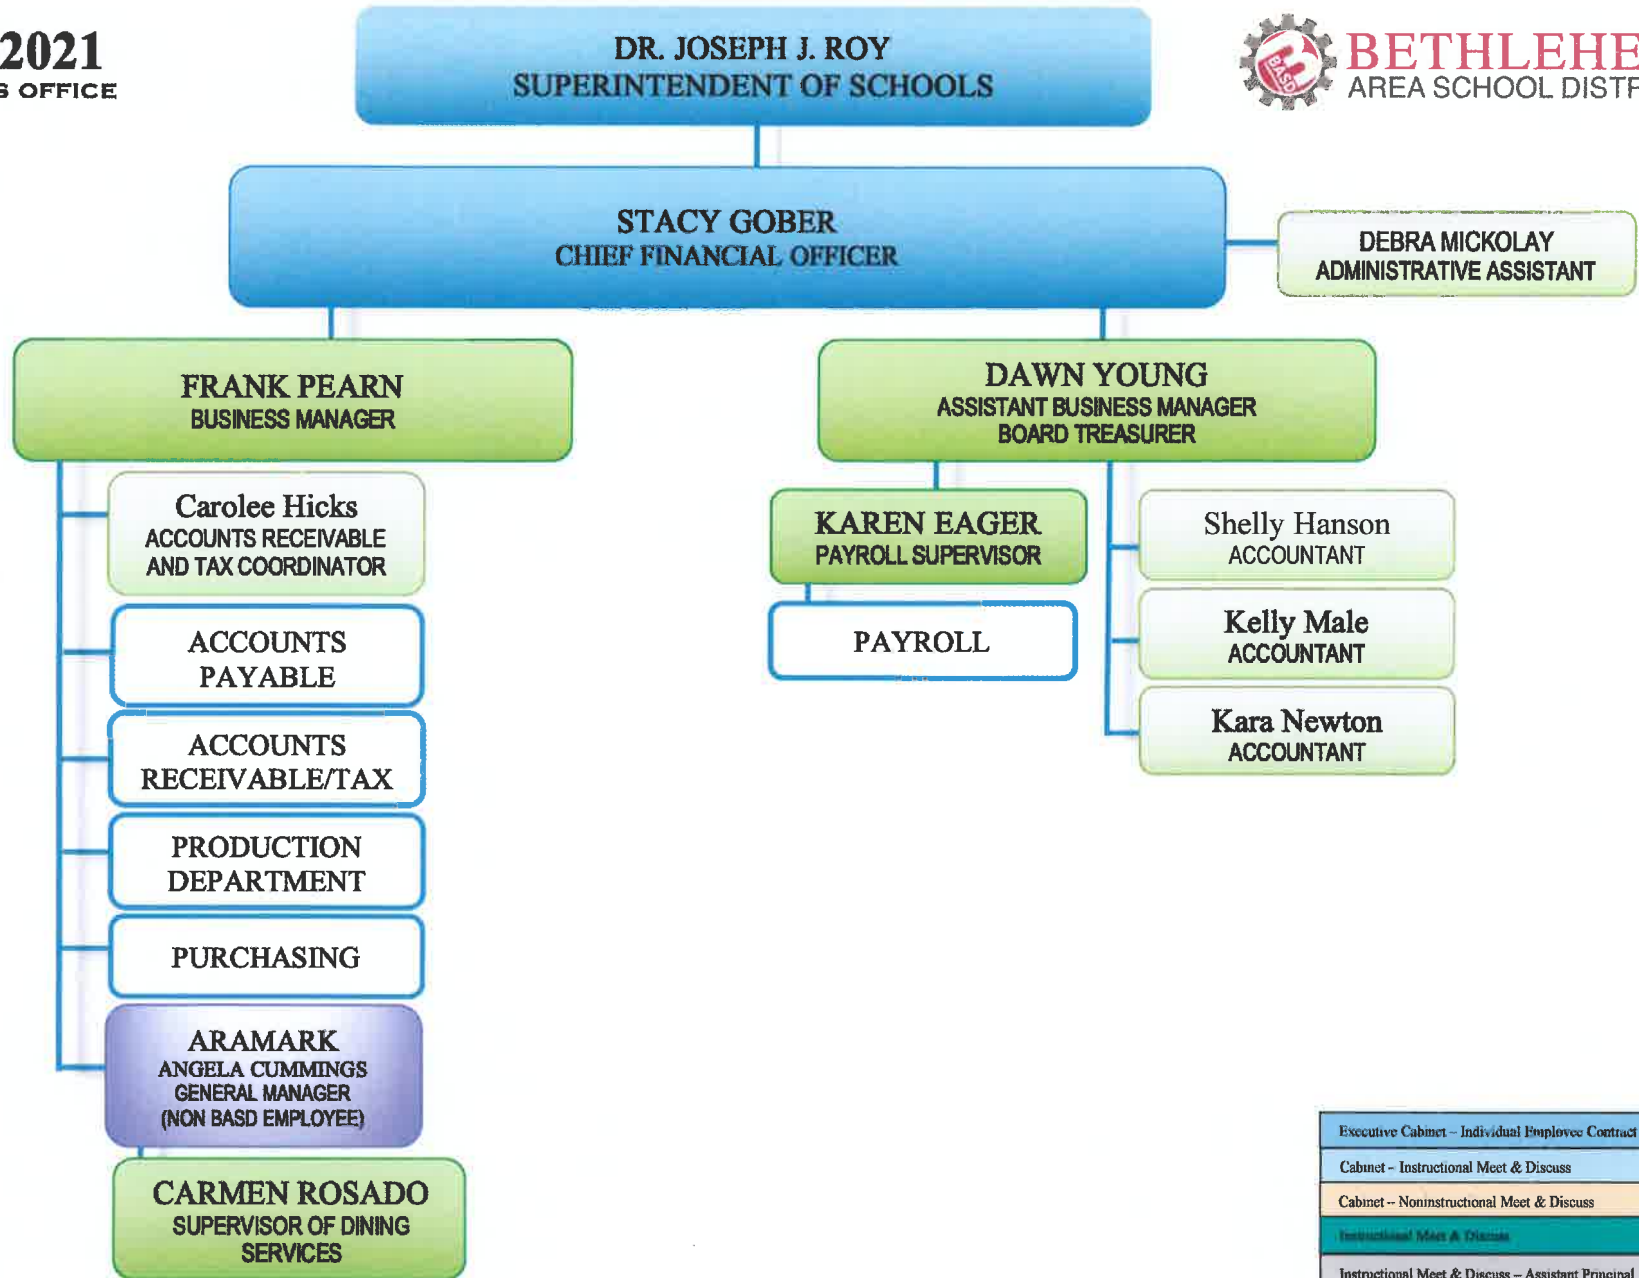 2021
S OFFICE
DR. JOSEPH J. ROY
SUPERINTENDENT OF SCHOOLS
BASD
BETHLEHE
AREA SCHOOL DISTR
STACY GOBER
CHIEF FINANCIAL OFFICER
DEBRA MICKOLAY
ADMINISTRATIVE ASSISTANT
FRANK PEARN
BUSINESS MANAGER
DAWN YOUNG
ASSISTANT BUSINESS MANAGER
BOARD TREASURER
Carolee Hicks
ACCOUNTS RECEIVABLE
AND TAX COORDINATOR
ACCOUNTS
PAYABLE
ACCOUNTS
RECEIVABLE/TAX
PRODUCTION
DEPARTMENT
PURCHASING
ARAMARK
ANGELA CUMMINGS
GENERAL MANAGER
(NON BASD EMPLOYEE)
CARMEN ROSADO
SUPERVISOR OF DINING
SERVICES
KAREN EAGER
PAYROLL SUPERVISOR
PAYROLL
Shelly Hanson
ACCOUNTANT
Kelly Male
ACCOUNTANT
Kara Newton
ACCOUNTANT
Executive Cabinet – Individual Employee Contract
Cabinet – Instructional Meet & Discuss
Cabinet – Noninstructional Meet & Discuss
Instructional Meet & Discuss
Instructional Meet & Discuss – Assistant Principal